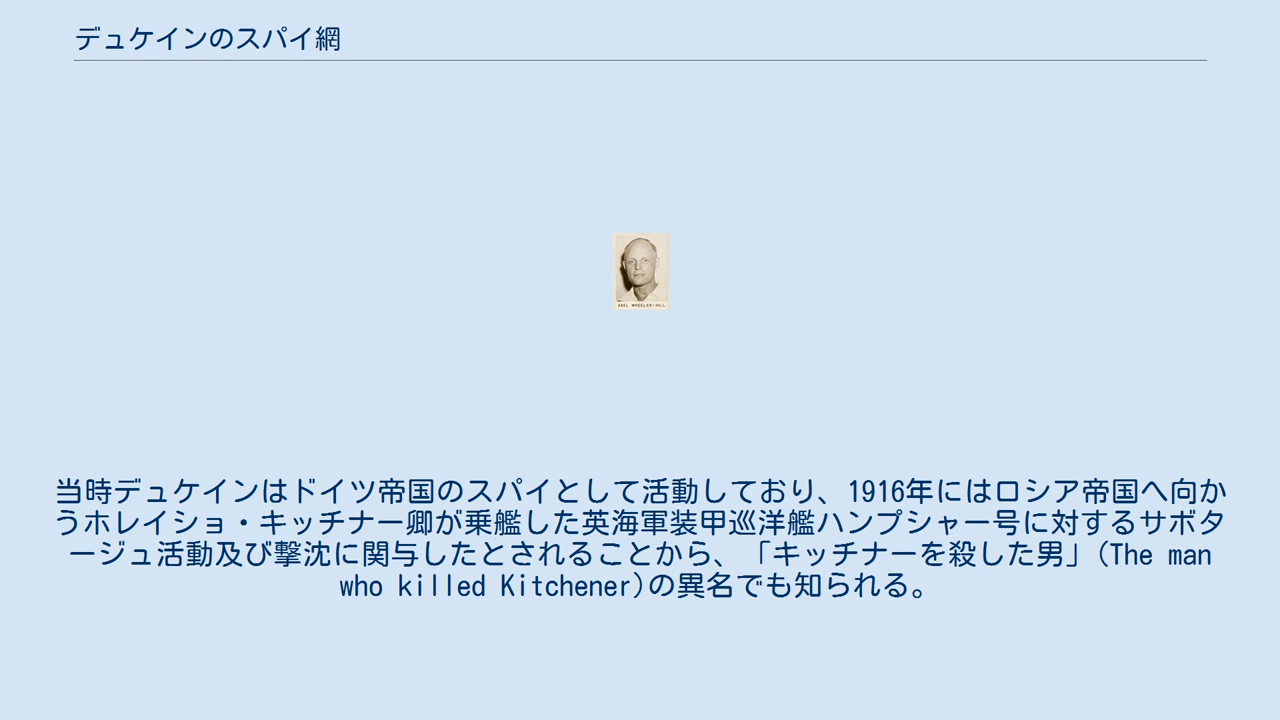 デュケインのスパイ網
AXEL WHEELER-HILL
当時デュケインはドイツ帝国のスパイとして活動しており、1916年にはロシア帝国へ向か
うホレイショ・キッチナー卿が乗艦した英海軍装甲巡洋艦ハンプシャー号に対するサボタ
ージュ活動及び撃沈に関与したとされることから、「キッチナーを殺した男」(The man
who killed Kitchener)の異名でも知られる。